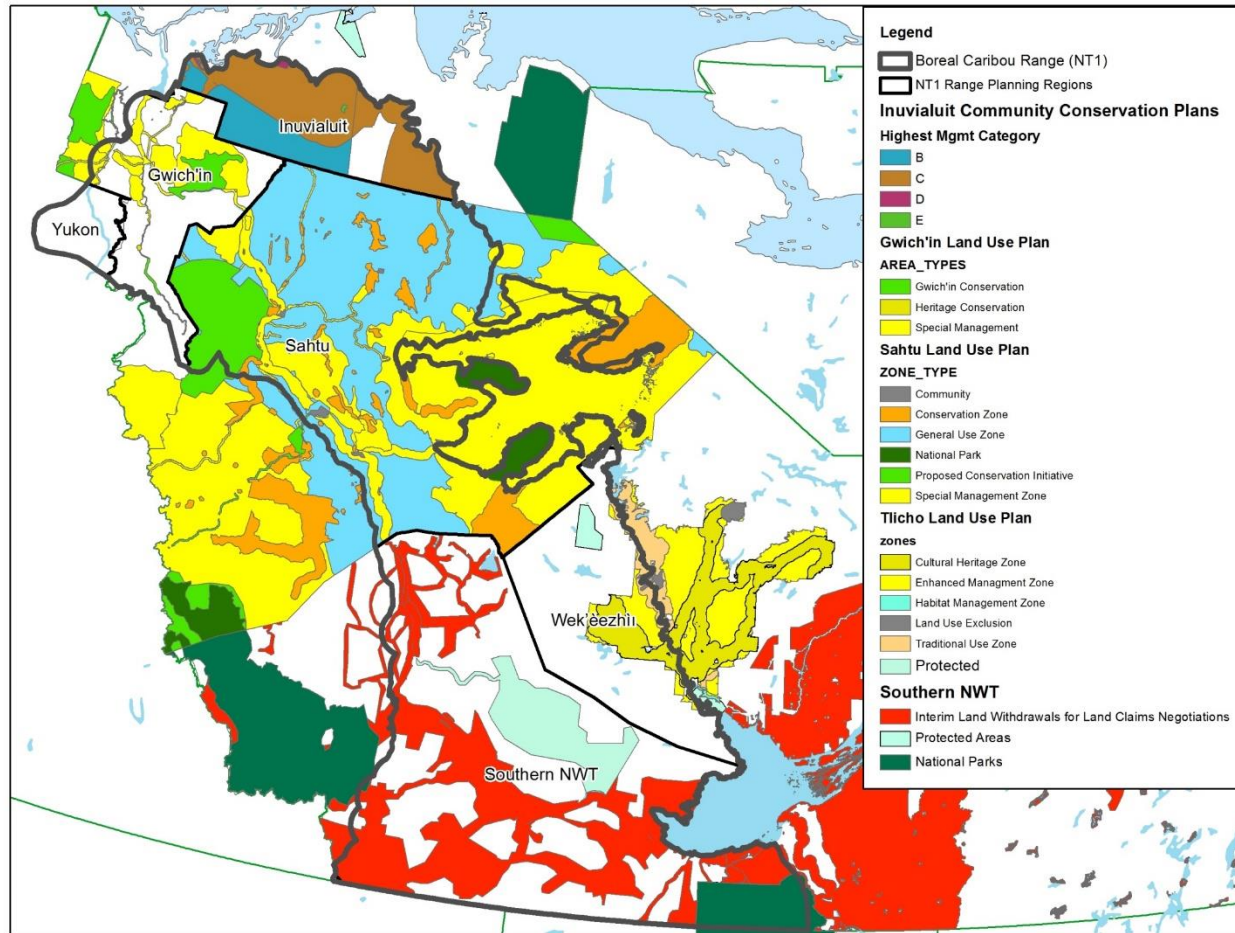 Inuvialuit
Gwich'in
Yukon
Sahtu
Wek'èezhìı
Southern NWT
Legend
Boreal Caribou Range (NT1)
NT1 Range Planning Regions
Inuvialuit Community Conservation Plans
Highest Mgmt Category
B
C
D
E
Gwich'in Land Use Plan
AREA_TYPES
Gwich'in Conservation
Heritage Conservation
Special Management
Sahtu Land Use Plan
ZONE_TYPE
Community
Conservation Zone
General Use Zone
National Park
Proposed Conservation Initiative
Special Management Zone
Tlicho Land Use Plan
zones
Cultural Heritage Zone
Enhanced Managment Zone
Habitat Management Zone
Land Use Exclusion
Traditional Use Zone
Protected
Southern NWT
Interim Land Withdrawals for Land Claims Negotiations
Protected Areas
National Parks